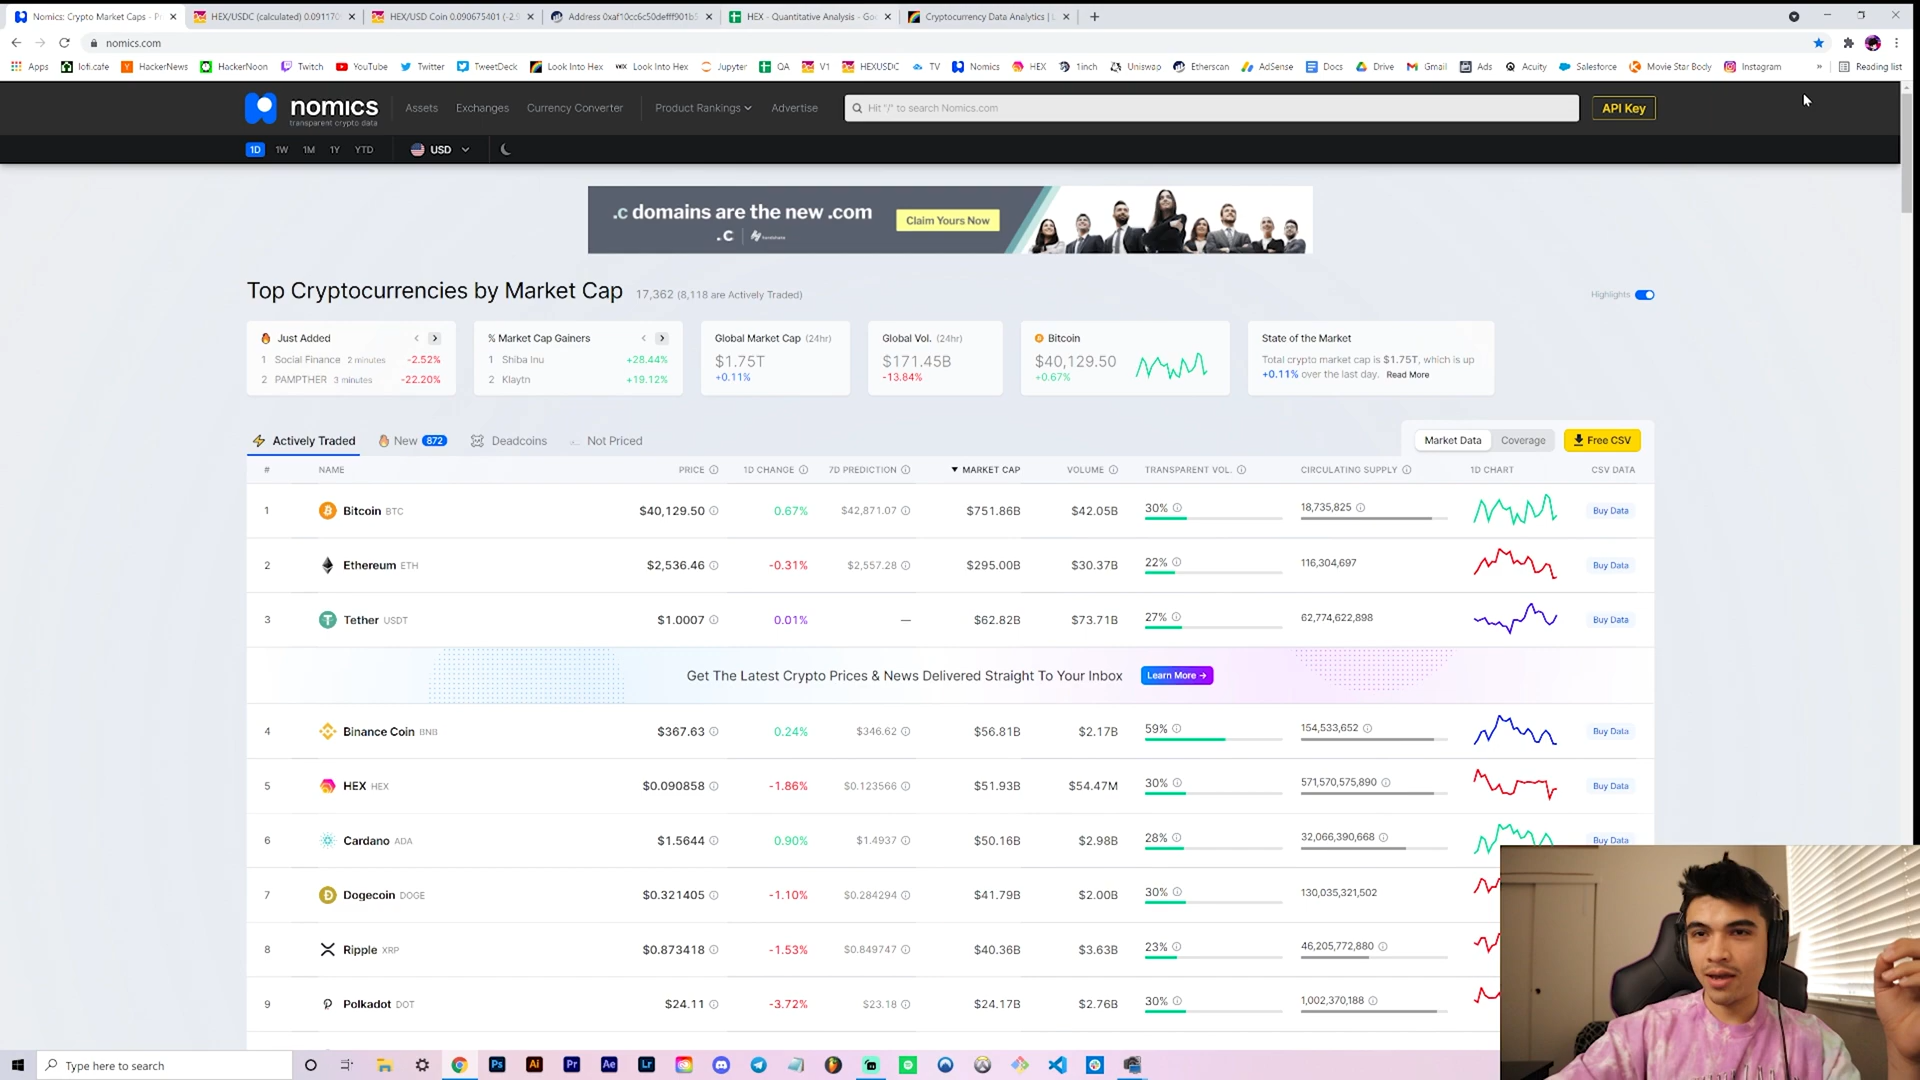 Nomics: Crypto Market Caps - P
HEX/USDC (calculated) 0.09110
HEX/USD Coin 0.090675401 (-2.9
Address 0xaf10cc6c50defff901b5
HEX - Quantitative Analysis - Goo
Cryptocurrency Data Analytics | L
nomics.com
Apps
lofi.cafe
HackerNews
HackerNoon
Twitch
YouTube
Twitter
TweetDeck
Look Into Hex
Look Into Hex
Jupyter
QA
V1
HEXUSDC
TV
Nomics
HEX
1inch
Uniswap
Etherscan
AdSense
Docs
Drive
Gmail
Ads
Acuity
Salesforce
Movie Star Body
Instagram
»
Reading list
nomics
transparent crypto data
Assets
Exchanges
Currency Converter
Product Rankings
Advertise
Hit "/" to search Nomics.com
API Key
1D 1W 1M 1Y YTD
USD
.c domains are the new .com
.C
Claim Yours Now
Top Cryptocurrencies by Market Cap 17,362 (8,118 are Actively Traded)
Highlights
Just Added
1 Social Finance 2 minutes -2.52%
2 PAMPTHER 3 minutes -22.20%
% Market Cap Gainers
1 Shiba Inu +28.44%
2 Klaytn +19.12%
Global Market Cap (24hr)
$1.75T
+0.11%
Global Vol. (24hr)
$171.45B
-13.84%
Bitcoin
$40,129.50
+0.67%
State of the Market
Total crypto market cap is $1.75T, which is up
+0.11% over the last day. Read More
Actively Traded
New 872
Deadcoins
Not Priced
Market Data
Coverage
Free CSV
# NAME PRICE 1D CHANGE 7D PREDICTION MARKET CAP VOLUME TRANSPARENT VOL. CIRCULATING SUPPLY 1D CHART CSV DATA
1 Bitcoin BTC $40,129.50 0.67% $42,871.07 $751.86B $42.05B 30% 18,735,825 Buy Data
2 Ethereum ETH $2,536.46 -0.31% $2,557.28 $295.00B $30.37B 22% 116,304,697 Buy Data
3 Tether USDT $1.0007 0.01% — $62.82B $73.71B 27% 62,774,622,898 Buy Data
Get The Latest Crypto Prices & News Delivered Straight To Your Inbox Learn More →
4 Binance Coin BNB $367.63 0.24% $346.62 $56.81B $2.17B 59% 154,533,652 Buy Data
5 HEX HEX $0.090858 -1.86% $0.123566 $51.93B $54.47M 30% 571,570,575,890 Buy Data
6 Cardano ADA $1.5644 0.90% $1.4937 $50.16B $2.98B 28% 32,066,390,668 Buy Data
7 Dogecoin DOGE $0.321405 -1.10% $0.284294 $41.79B $2.00B 30% 130,035,321,502
8 Ripple XRP $0.873418 -1.53% $0.849747 $40.36B $3.63B 23% 46,205,772,880
9 Polkadot DOT $24.11 -3.72% $23.18 $24.17B $2.76B 30% 1,002,370,188
Type here to search
Ps
Ai
Pr
Ae
Lr